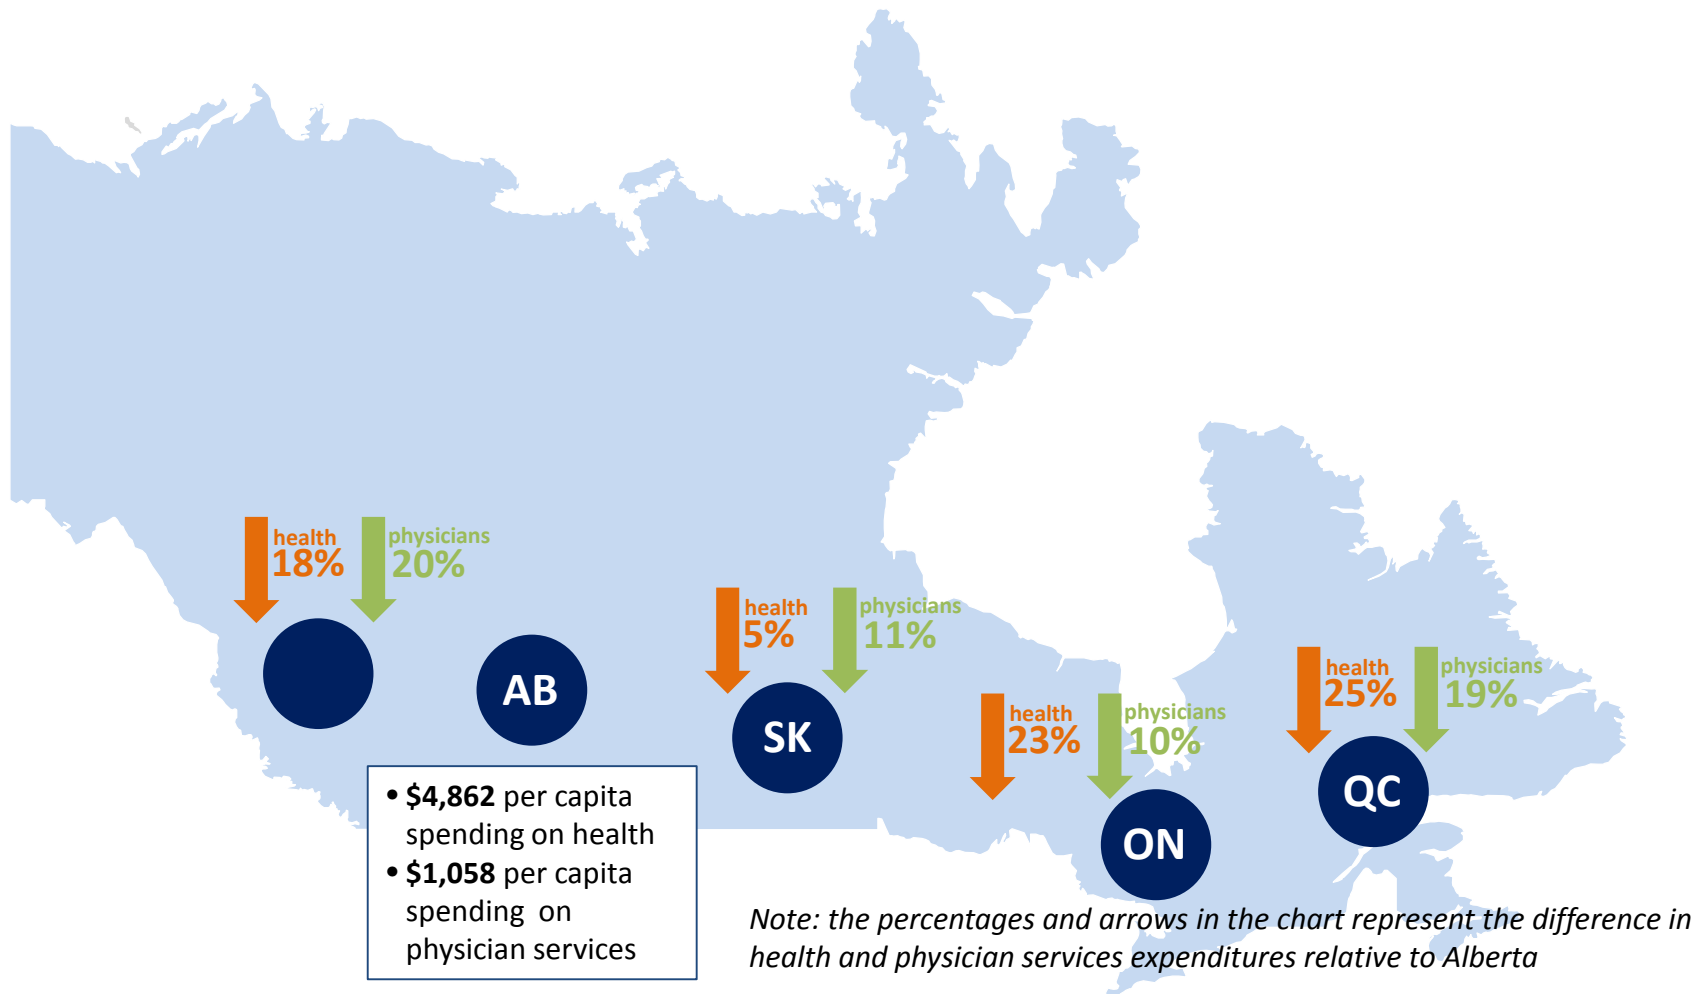 health
18%
physicians
20%
AB
health
5%
physicians
11%
SK
health
23%
physicians
10%
ON
health
25%
physicians
19%
QC
• $4,862 per capita
spending on health
• $1,058 per capita
spending on
physician services
Note: the percentages and arrows in the chart represent the difference in
health and physician services expenditures relative to Alberta